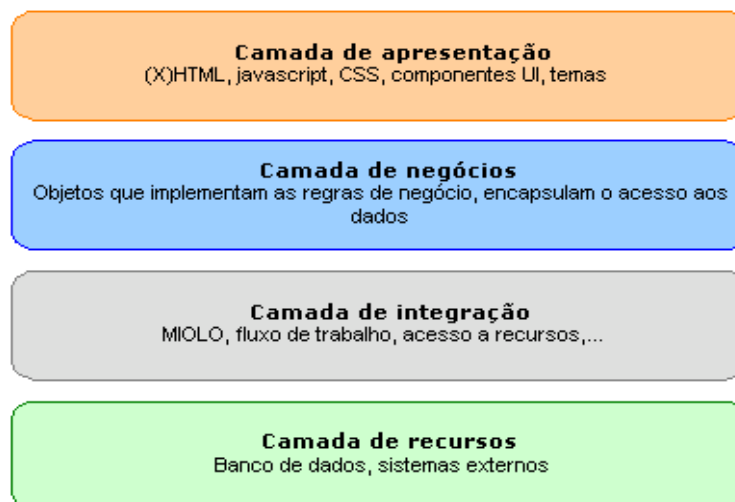 Camada de apresentação
(X)HTML, javascript, CSS, componentes UI, temas
Camada de negócios
Objetos que implementam as regras de negócio, encapsulam o acesso aos
dados
Camada de integração
MIOLO, fluxo de trabalho, acesso a recursos,...
Camada de recursos
Banco de dados, sistemas externos